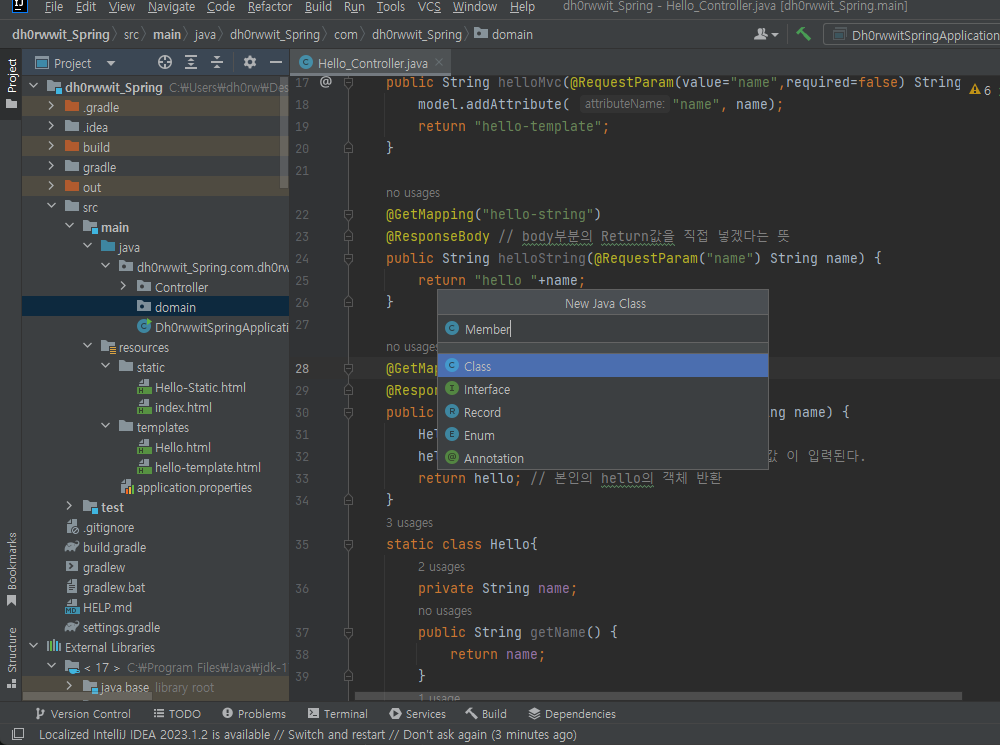 File Edit View Navigate Code Refactor Build Run Tools VCS Window Help dh0rwwit_Spring - Hello_Controller.java [dh0rwwit_Spring.main]
dh0rwwit_Spring src main java dh0rwwit_Spring com dh0rwwit_Spring domain
Dh0rwwitSpringApplication
Project
Project
dh0rwwit_Spring C:\Users\dh0rw\Des
.gradle
.idea
build
gradle
out
src
main
java
dh0rwwit_Spring.com.dh0rw
Controller
domain
Dh0rwwitSpringApplicati
resources
static
Hello-Static.html
index.html
templates
Hello.html
hello-template.html
application.properties
test
.gitignore
build.gradle
gradlew
gradlew.bat
HELP.md
settings.gradle
External Libraries
< 17 > C:\Program Files\Java\jdk-1
java.base library root
Bookmarks
Structure
Hello_Controller.java
6
17 @ public String helloMvc(@RequestParam(value="name",required=false) String
18 model.addAttribute( attributeName: "name", name);
19 return "hello-template";
20 }
21
no usages
22 @GetMapping("hello-string")
23 @ResponseBody // body부분의 Return값을 직접 넣겠다는 뜻
24 public String helloString(@RequestParam("name") String name) {
25 return "hello "+name;
26 }
27
New Java Class
Member
Class
Interface
Record
Enum
Annotation
no usages
28 @GetMap
29 @Respon
30 public ng name) {
31 He
32 hel 값 이 입력된다.
33 return hello; // 본인의 hello의 객체 반환
34 }
3 usages
35 static class Hello{
2 usages
36 private String name;
no usages
37 public String getName() {
38 return name;
39 }
1 usage
Version Control TODO Problems Terminal Services Build Dependencies
Localized IntelliJ IDEA 2023.1.2 is available // Switch and restart // Don't ask again (3 minutes ago)